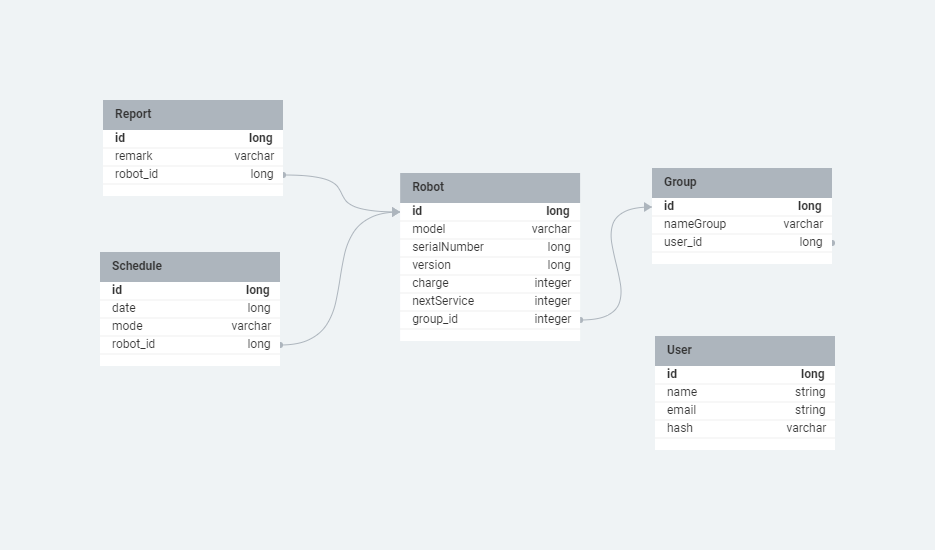 Report
id long
remark varchar
robot_id long
Schedule
id long
date long
mode varchar
robot_id long
Robot
id long
model varchar
serialNumber long
version long
charge integer
nextService integer
group_id integer
Group
id long
nameGroup varchar
user_id long
User
id long
name string
email string
hash varchar